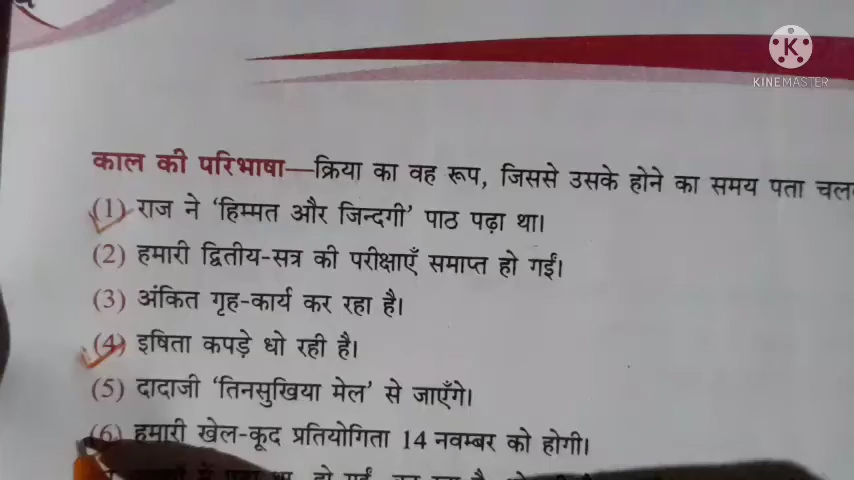 K
KINEMASTER
काल की परिभाषा—क्रिया का वह रूप, जिससे उसके होने का समय पता
(1) राज ने ‘हिम्मत और जिन्दगी’ पाठ पढ़ा था।
(2) हमारी द्वितीय-सत्र की परीक्षाएँ समाप्त हो गईं।
(3) अंकित गृह-कार्य कर रहा है।
(4) इषिता कपड़े धो रही है।
(5) दादाजी ‘तिनसुखिया मेल’ से जाएँगे।
(6) हमारी खेल-कूद प्रतियोगिता 14 नवम्बर को होगी।